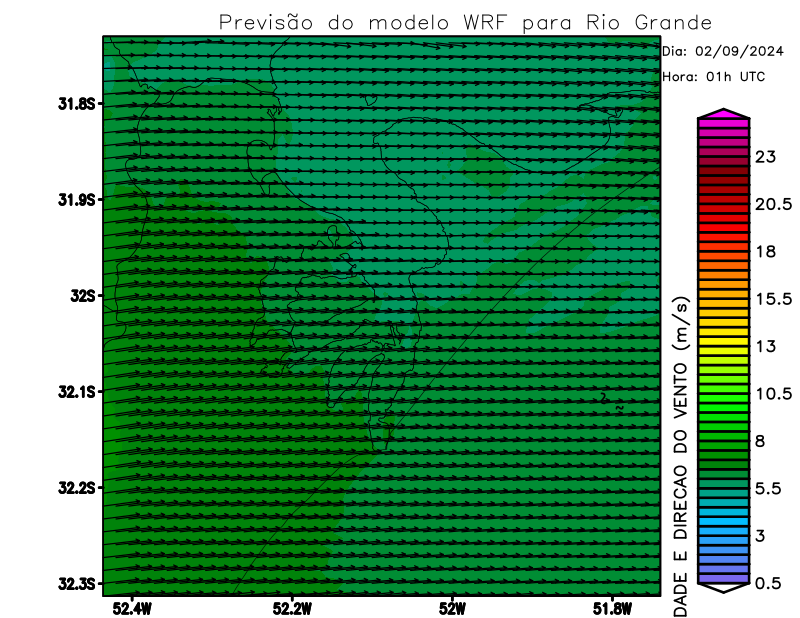 Previsão do modelo WRF para Rio Grande
Dia: 02/09/2024
Hora: 01h UTC
31.8S
31.9S
32S
32.1S
32.2S
32.3S
52.4W
52.2W
52W
51.8W
23
20.5
18
15.5
13
10.5
8
5.5
3
0.5
DADE E DIRECAO DO VENTO (m/s)